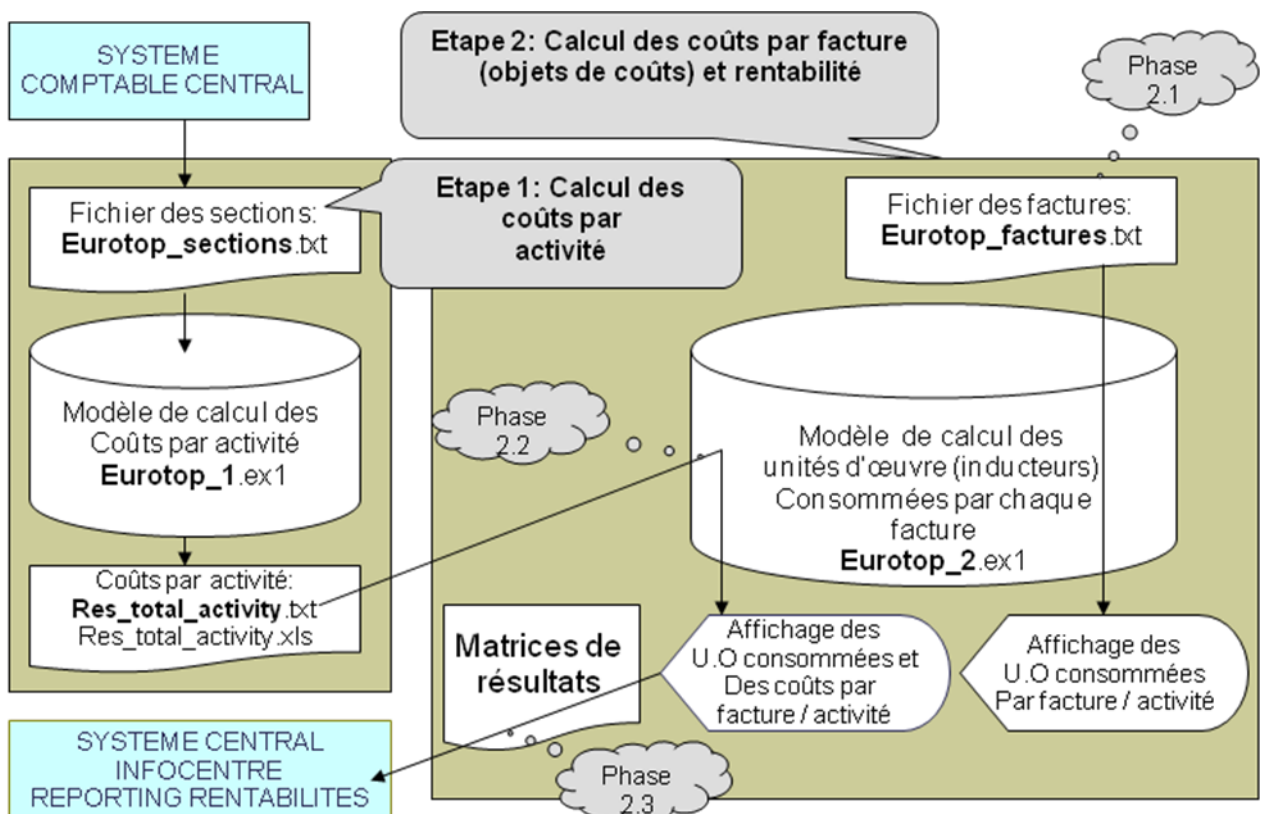 SYSTEME
COMPTABLE CENTRAL
Etape 2: Calcul des coûts par facture
(objets de coûts) et rentabilité
Phase
2.1
Fichier des sections:
Eurotop_sections.txt
Etape 1: Calcul des
coûts par
activité
Fichier des factures:
Eurotop_factures.txt
Modèle de calcul des
Coûts par activité
Eurotop_1.ex1
Phase
2.2
Modèle de calcul des
unités d'œuvre (inducteurs)
Consommées par chaque
facture
Eurotop_2.ex1
Coûts par activité:
Res_total_activity.txt
Res_total_activity.xls
Matrices de
résultats
Affichage des
U.O consommées et
Des coûts par
facture / activité
Affichage des
U.O consommées
Par facture / activité
SYSTEME CENTRAL
INFOCENTRE
REPORTING RENTABILITES
Phase
2.3